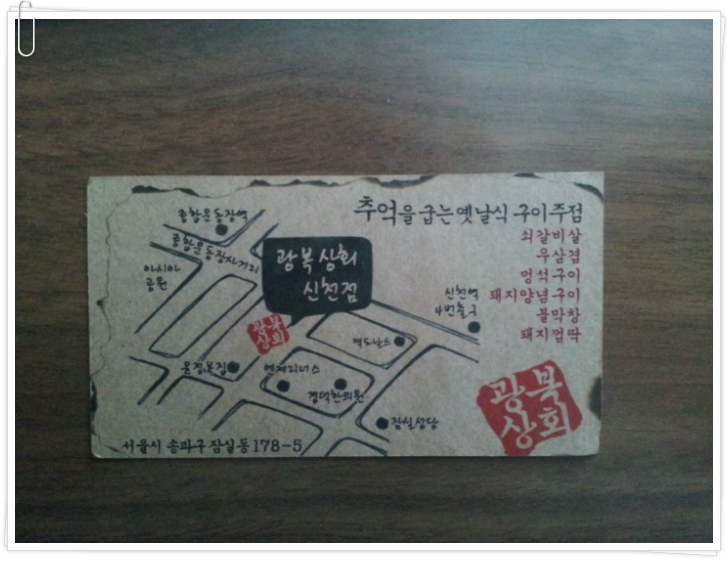 추억을 굽는 옛날식 구이주점
쇠갈비살
우삼겹
멍석구이
돼지양념구이
불막창
돼지껍딱
종합운동장역
종합운동장사거리
아시아
공원
광복상회
신천점
신천역
4번출구
광복
상회
맥도날드
윤정복집
엔제리너스
경덕한의원
잠실성당
광복
상회
서울시 송파구 잠실동 178-5